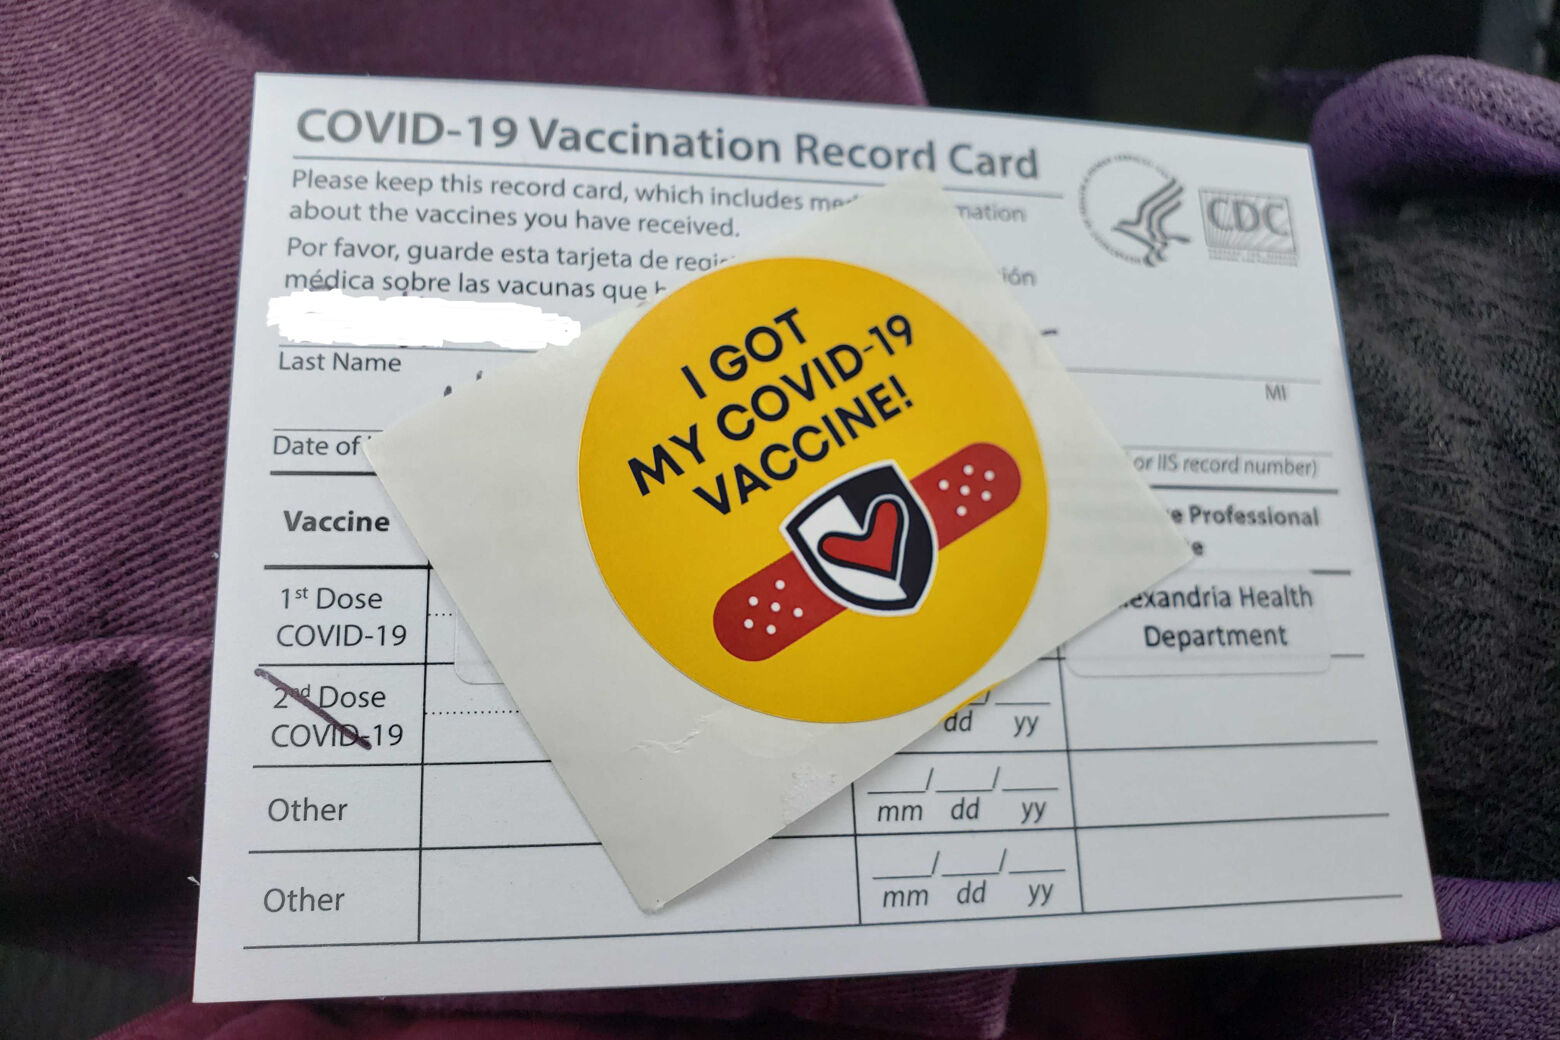 COVID-19 Vaccination Record Card
Please keep this record card, which includes information
about the vaccines you have received.
Por favor, guarde esta tarjeta de
médica sobre las vacunas que
CDC
Last Name
MI
Date of
or IIS record number)
I GOT
MY COVID-19
VACCINE!
Vaccine
Professional
1st Dose
COVID-19
Health
Department
2nd Dose
COVID-19
dd yy
Other
mm dd yy
Other
mm dd yy